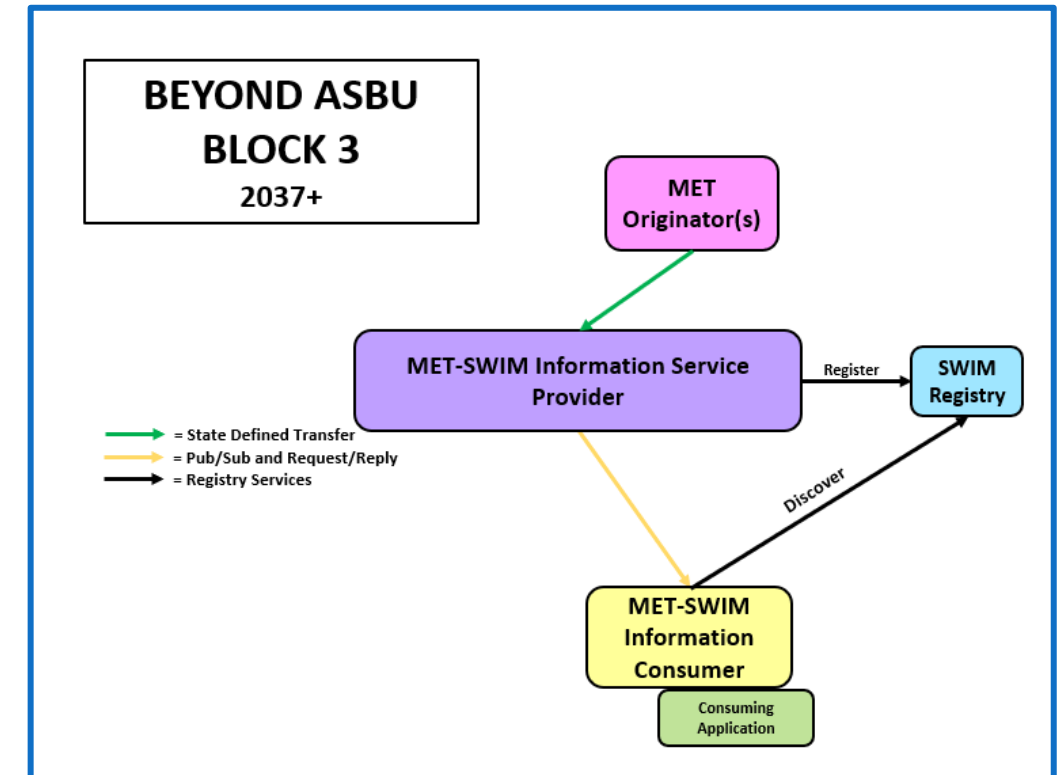 BEYOND ASBU
BLOCK 3
2037+
MET
Originator(s)
MET-SWIM Information Service
Provider
Register
SWIM
Registry
= State Defined Transfer
= Pub/Sub and Request/Reply
= Registry Services
Discover
MET-SWIM
Information
Consumer
Consuming
Application